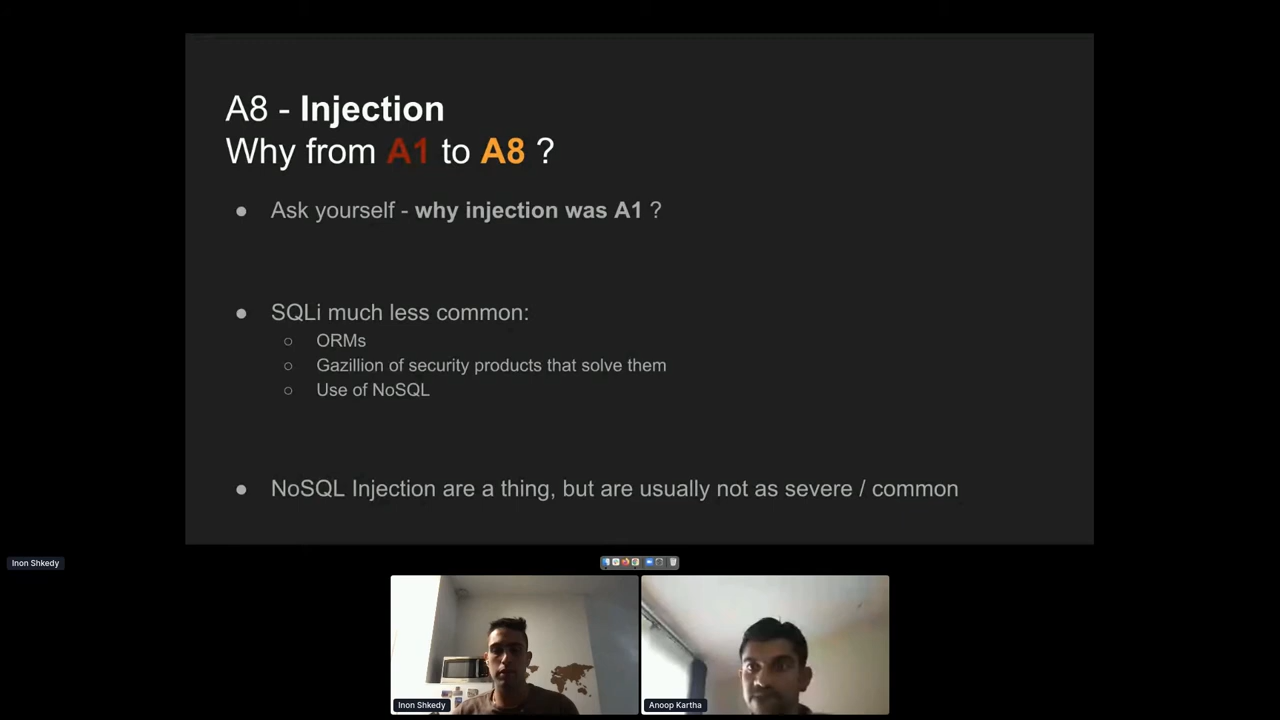 A8 - Injection
Why from A1 to A8 ?
● Ask yourself - why injection was A1 ?
● SQLi much less common:
○ ORMs
○ Gazillion of security products that solve them
○ Use of NoSQL
● NoSQL Injection are a thing, but are usually not as severe / common
Inon Shkedy
Inon Shkedy
Anoop Kartha